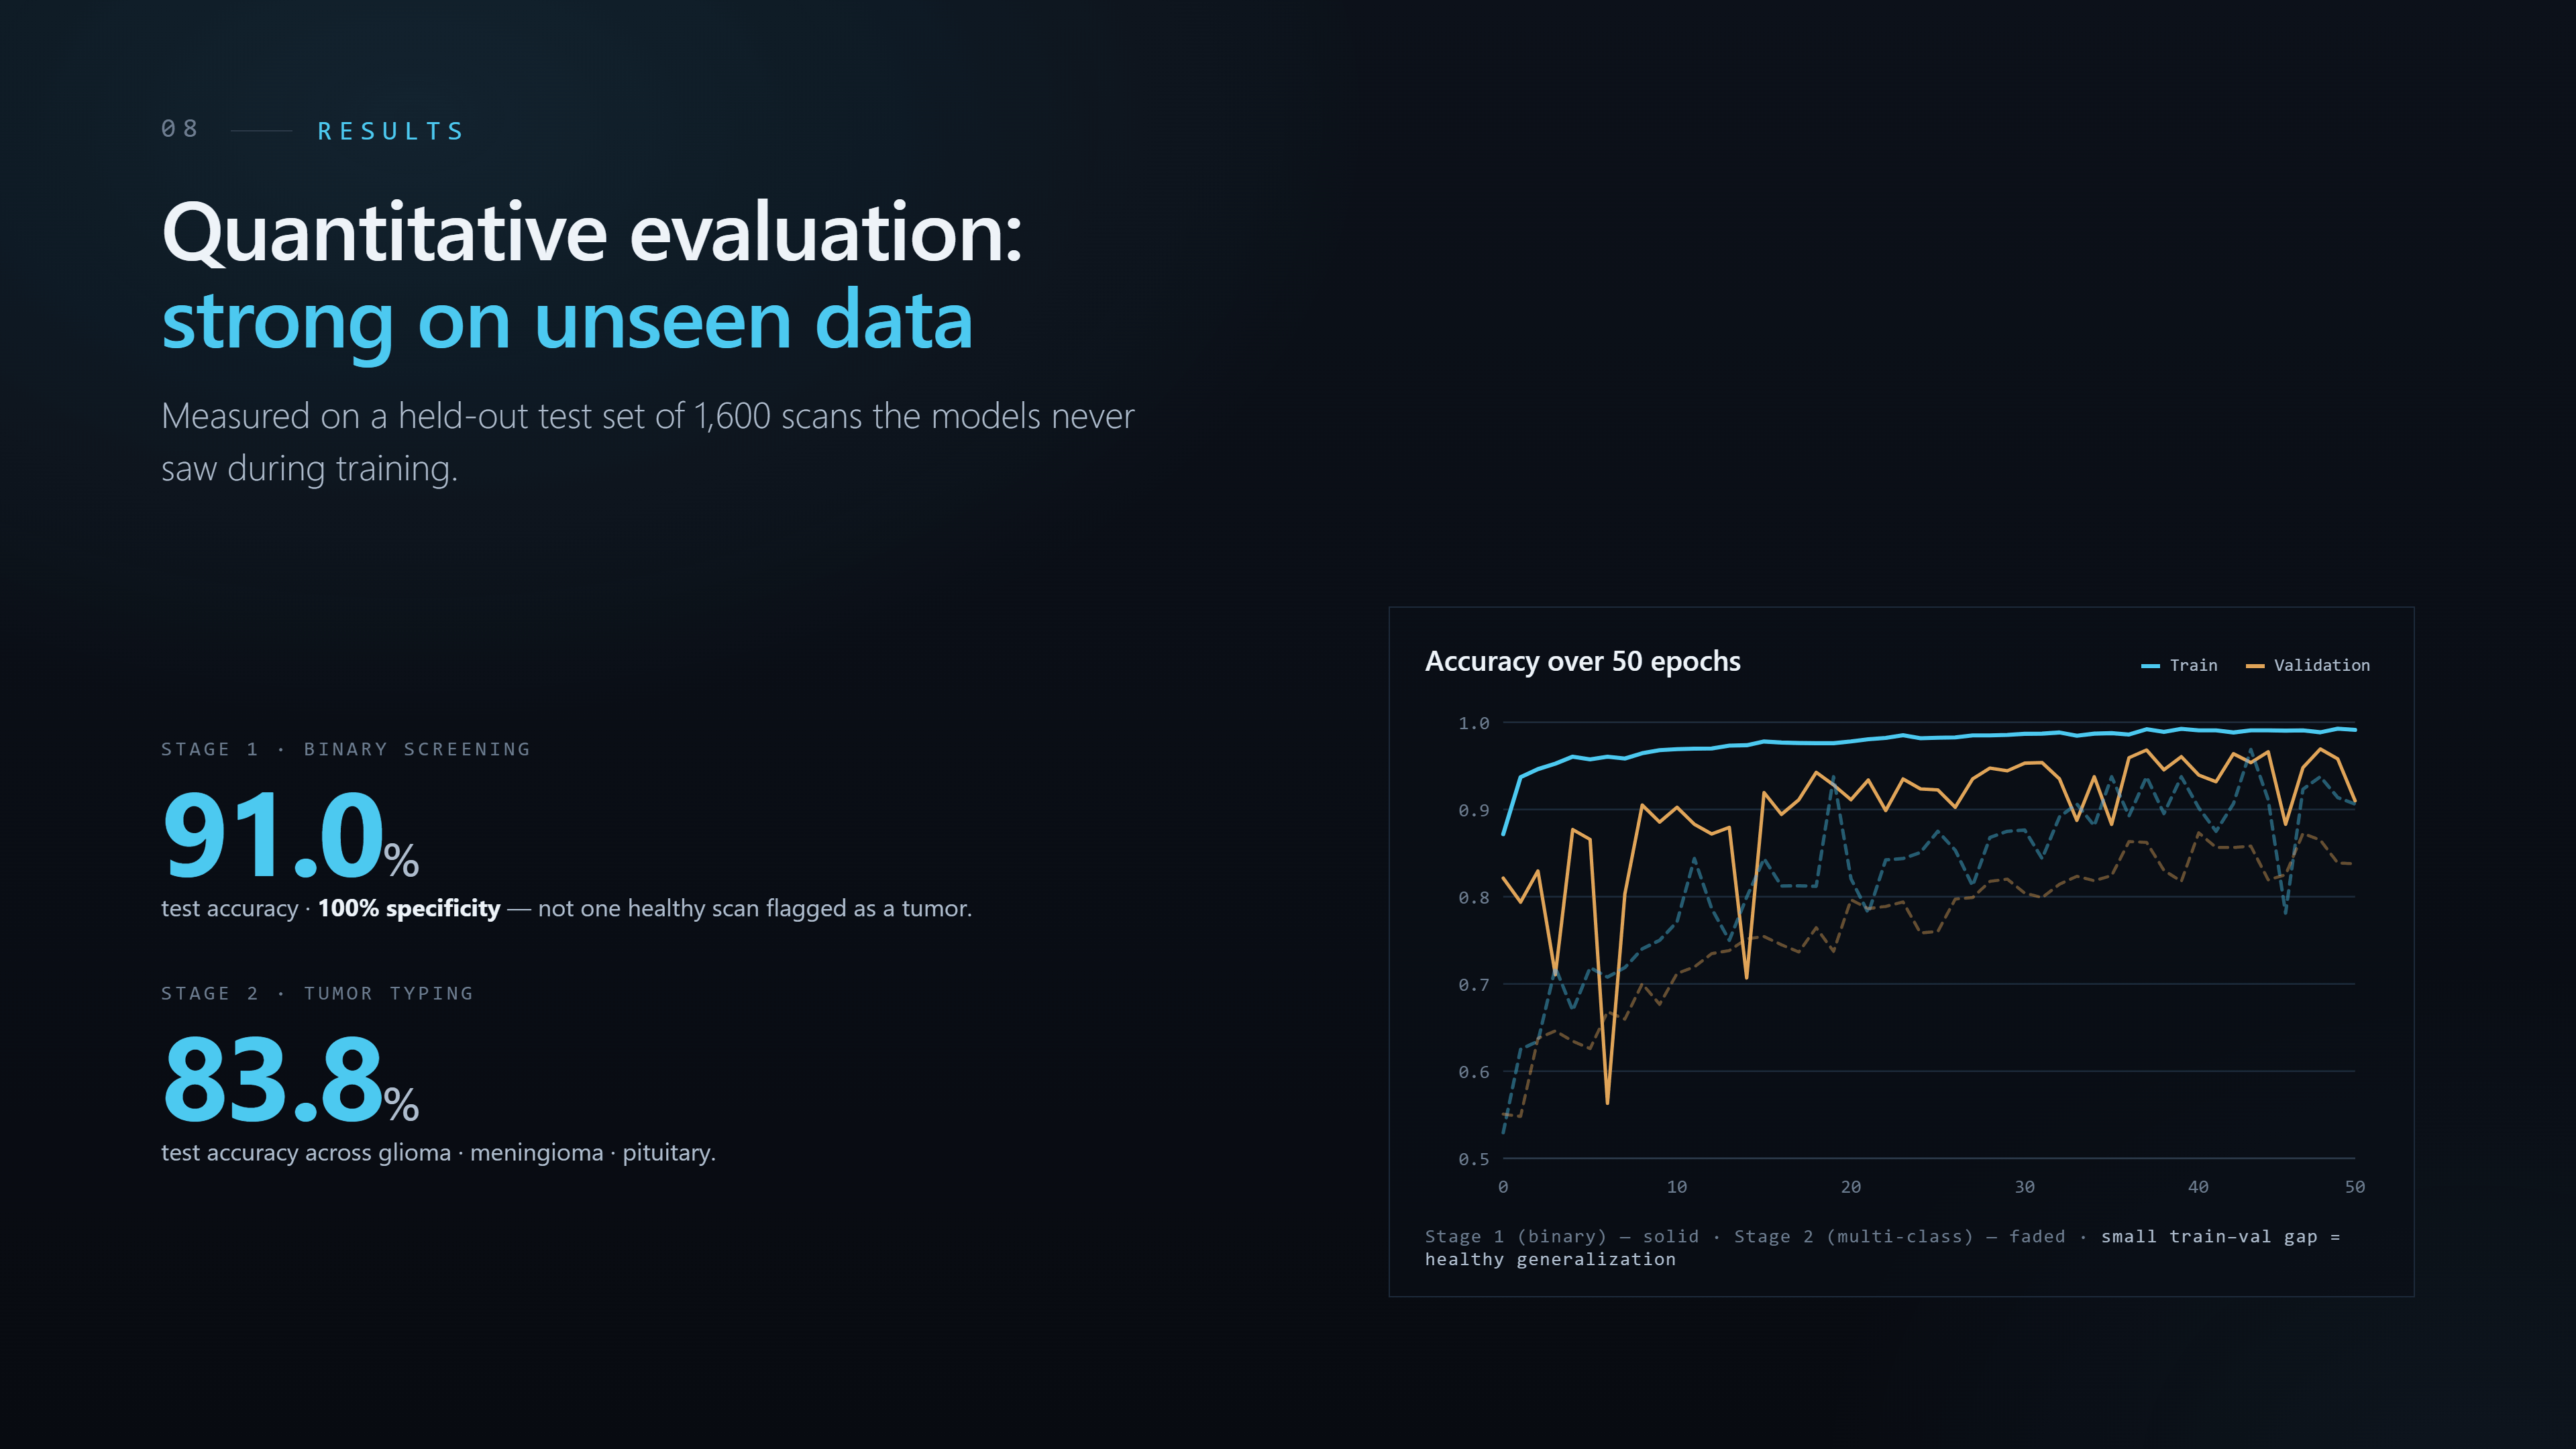 08 RESULTS
Quantitative evaluation:
strong on unseen data
Measured on a held-out test set of 1,600 scans the models never
saw during training.
STAGE 1 · BINARY SCREENING
91.0%
test accuracy · 100% specificity — not one healthy scan flagged as a tumor.
STAGE 2 · TUMOR TYPING
83.8%
test accuracy across glioma · meningioma · pituitary.
Accuracy over 50 epochs
Train Validation
1.0
0.9
0.8
0.7
0.6
0.5
0 10 20 30 40 50
Stage 1 (binary) — solid · Stage 2 (multi-class) — faded · small train–val gap =
healthy generalization